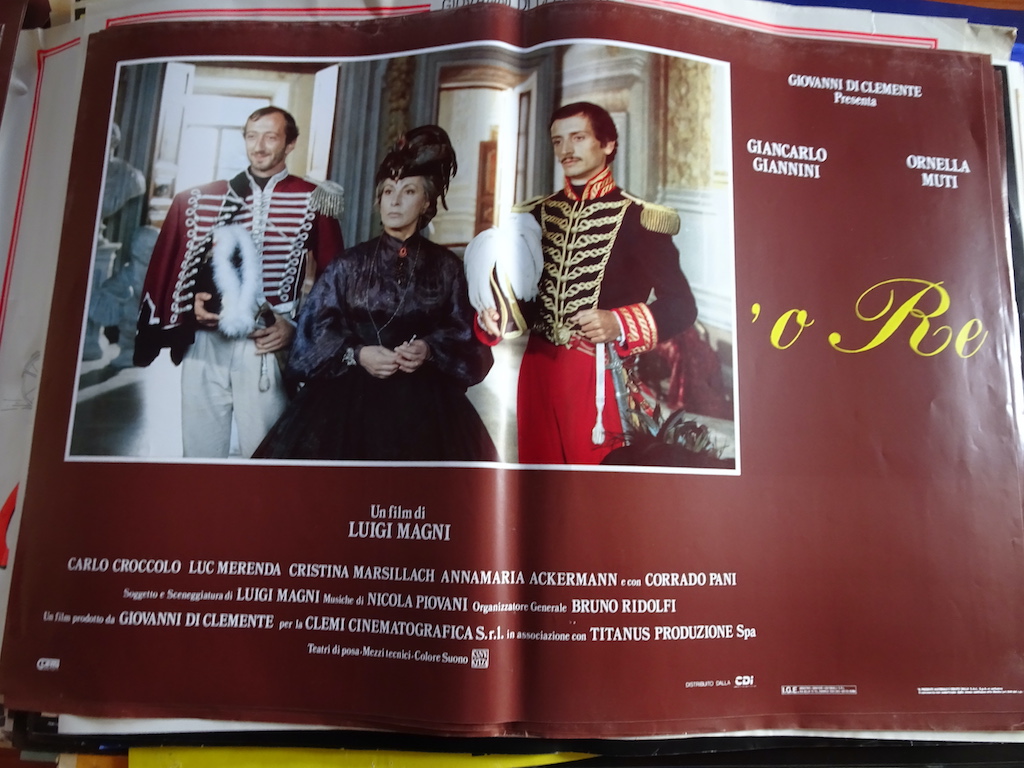 GIOVANNI DI CLEMENTE
Presenta
GIANCARLO
GIANNINI
ORNELLA
MUTI
'o Re
Un film di
LUIGI MAGNI
CARLO CROCCOLO LUC MERENDA CRISTINA MARSILLACH ANNAMARIA ACKERMANN e con CORRADO PANI
Soggetto e Sceneggiatura di LUIGI MAGNI Musiche di NICOLA PIOVANI Organizzatore Generale BRUNO RIDOLFI
Un film prodotto da GIOVANNI DI CLEMENTE per la CLEMI CINEMATOGRAFICA S.r.l. in associazione con TITANUS PRODUZIONE Spa
Teatri di posa - Mezzi tecnici - Colore Suono
DISTRIBUITO DALLA CDI
I.G.E.